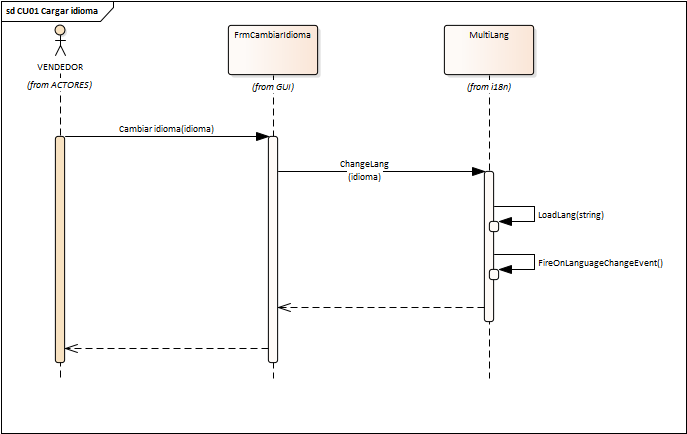 sd CU01 Cargar idioma
FrmCambiarIdioma
MultiLang
VENDEDOR
(from ACTORES)
(from GUI)
(from i18n)
Cambiar idioma(idioma)
ChangeLang
(idioma)
LoadLang(string)
FireOnLanguageChangeEvent()